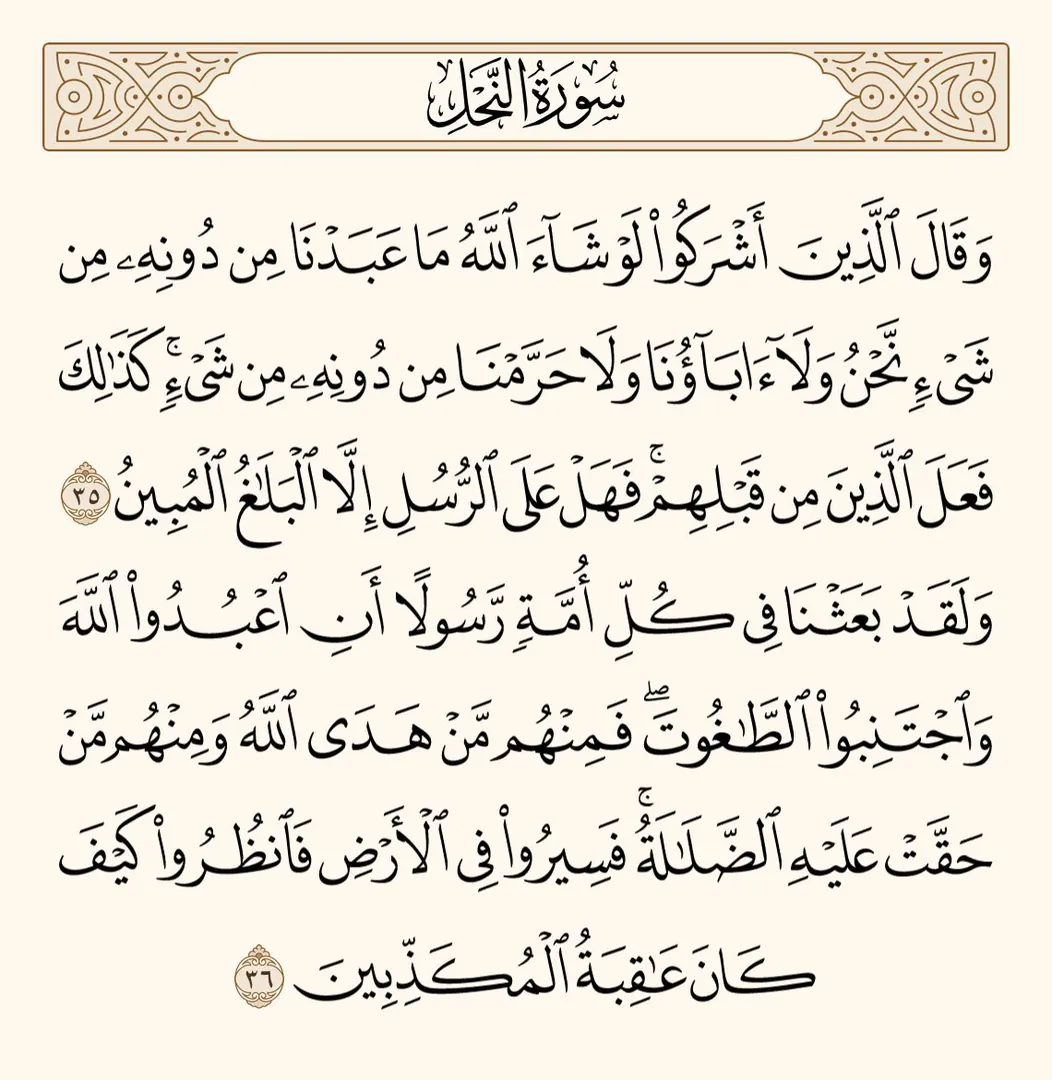 سُورَةُ النَّحْلِ
وَقَالَ ٱلَّذِينَ أَشْرَكُوا۟ لَوْ شَآءَ ٱللَّهُ مَا عَبَدْنَا مِن دُونِهِۦ مِن
شَىْءٍ نَّحْنُ وَلَآ ءَابَآؤُنَا وَلَا حَرَّمْنَا مِن دُونِهِۦ مِن شَىْءٍ ۚ كَذَٰلِكَ
فَعَلَ ٱلَّذِينَ مِن قَبْلِهِمْ ۚ فَهَلْ عَلَى ٱلرُّسُلِ إِلَّا ٱلْبَلَٰغُ ٱلْمُبِينُ ٣٥
وَلَقَدْ بَعَثْنَا فِى كُلِّ أُمَّةٍ رَّسُولًا أَنِ ٱعْبُدُوا۟ ٱللَّهَ
وَٱجْتَنِبُوا۟ ٱلطَّٰغُوتَ ۖ فَمِنْهُم مَّنْ هَدَى ٱللَّهُ وَمِنْهُم مَّنْ
حَقَّتْ عَلَيْهِ ٱلضَّلَٰلَةُ ۚ فَسِيرُوا۟ فِى ٱلْأَرْضِ فَٱنظُرُوا۟ كَيْفَ
كَانَ عَٰقِبَةُ ٱلْمُكَذِّبِينَ ٣٦